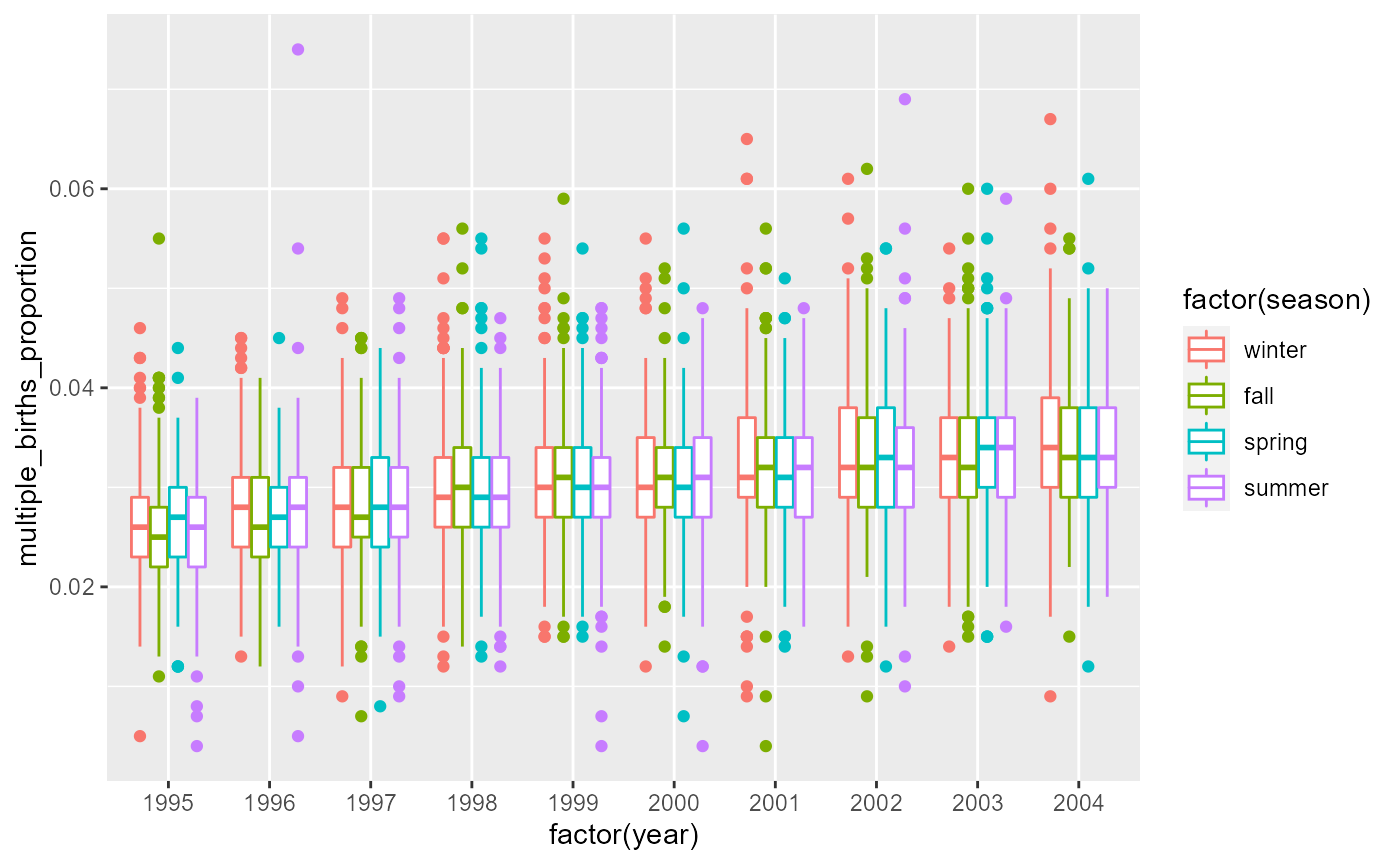 multiple_births_proportion
0.06
0.04
0.02
1995 1996 1997 1998 1999 2000 2001 2002 2003 2004
factor(year)
factor(season)
winter
fall
spring
summer